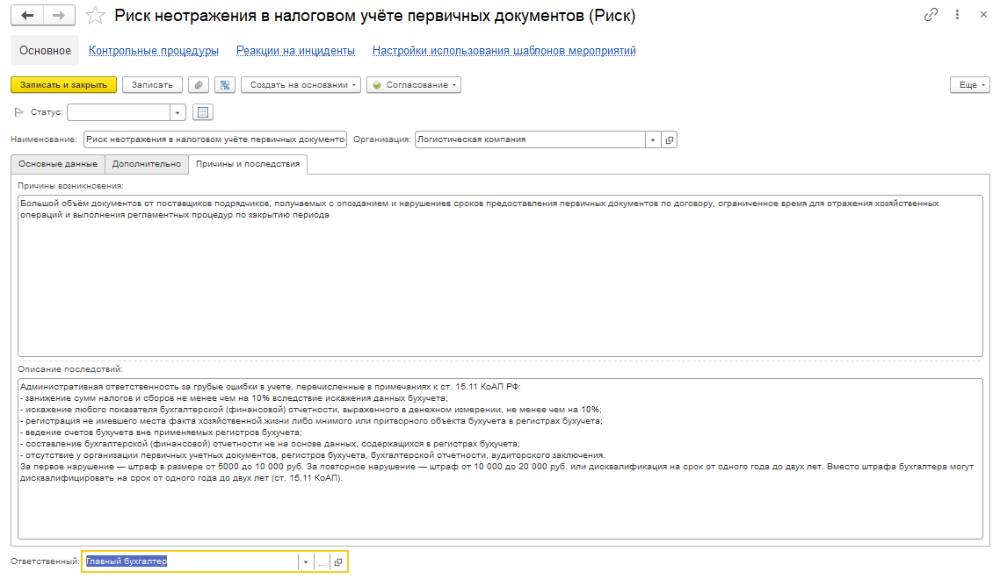 Риск неотражения в налоговом учёте первичных документов (Риск)
Основное Контрольные процедуры Реакции на инциденты Настройки использования шаблонов мероприятий
Записать и закрыть Записать Создать на основании Согласование Еще
Статус:
Наименование: Риск неотражения в налоговом учёте первичных документо Организация: Логистическая компания
Основные данные Дополнительно Причины и последствия
Причины возникновения:
Большой объём документов от поставщиков подрядчиков, получаемых с опозданием и нарушениев сроков предоставления первичных документов по договору, ограниченное время для отражения хозяйственных
операций и выполнения регламентных процедур по закрытию периода
Описание последствий:
Административная ответственность за грубые ошибки в учете, перечисленные в примечаниях к ст. 15.11 КоАП РФ:
- занижение сумм налогов и сборов не менее чем на 10% вследствие искажения данных бухучета;
- искажение любого показателя бухгалтерской (финансовой) отчетности, выраженного в денежном измерении, не менее чем на 10%;
- регистрация не имевшего места факта хозяйственной жизни либо мнимого или притворного объекта бухучета в регистрах бухучета;
- ведение счетов бухучета вне применяемых регистров бухучета;
- составление бухгалтерской (финансовой) отчетности не на основе данных, содержащихся в регистрах бухучета;
- отсутствие у организации первичных учетных документов, регистров бухучета, бухгалтерской отчетности, аудиторского заключения.
За первое нарушение — штраф в размере от 5000 до 10 000 руб. За повторное нарушение — штраф от 10 000 до 20 000 руб. или дисквалификация на срок от одного года до двух лет. Вместо штрафа бухгалтера могут
дисквалифицировать на срок от одного года до двух лет (ст. 15.11 КоАП).
Ответственный: Главный бухгалтер ...